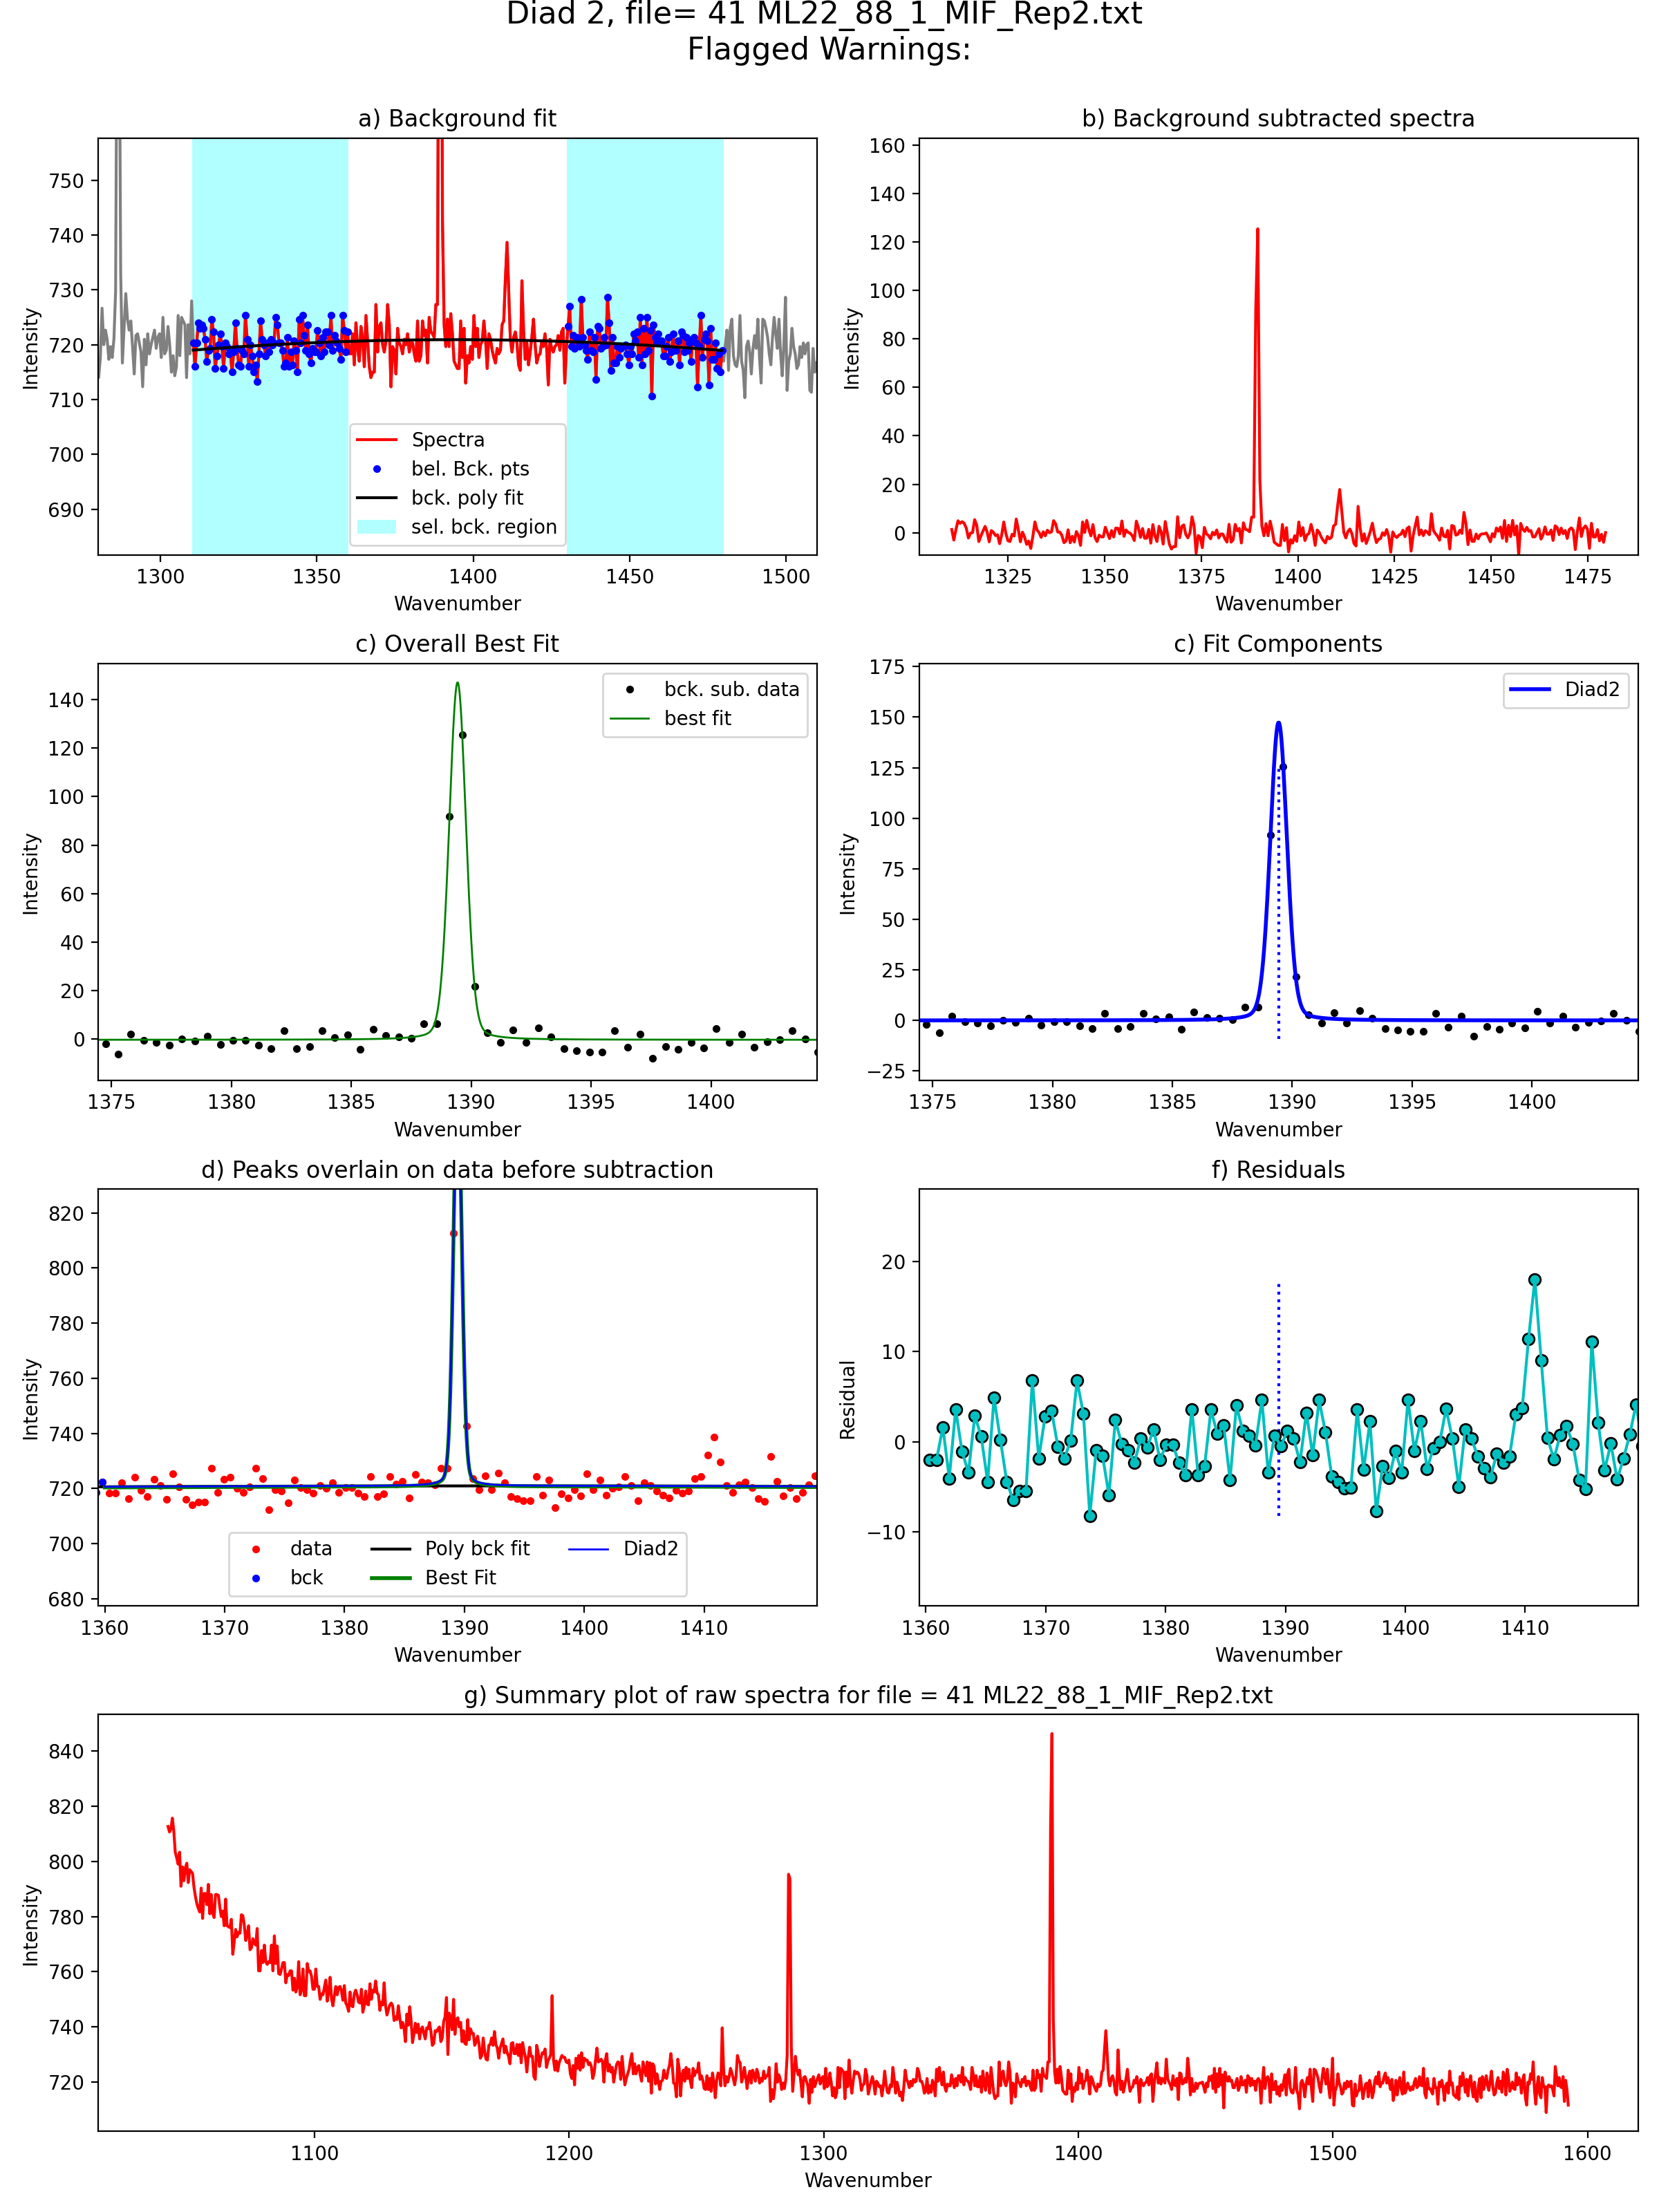 Diad 2, file= 41 ML22_88_1_MIF_Rep2.txt
Flagged Warnings:
a) Background fit
750
740
730
720
710
700
690
Intensity
Spectra
bel. Bck. pts
bck. poly fit
sel. bck. region
1300 1350 1400 1450 1500
Wavenumber
b) Background subtracted spectra
160
140
120
100
80
60
40
20
0
Intensity
1325 1350 1375 1400 1425 1450 1475
Wavenumber
c) Overall Best Fit
140
120
100
80
60
40
20
0
Intensity
bck. sub. data
best fit
1375 1380 1385 1390 1395 1400
Wavenumber
c) Fit Components
175
150
125
100
75
50
25
0
−25
Intensity
Diad2
1375 1380 1385 1390 1395 1400
Wavenumber
d) Peaks overlain on data before subtraction
820
800
780
760
740
720
700
680
Intensity
data
bck
Poly bck fit
Best Fit
Diad2
1360 1370 1380 1390 1400 1410
Wavenumber
f) Residuals
20
10
0
−10
Residual
1360 1370 1380 1390 1400 1410
Wavenumber
g) Summary plot of raw spectra for file = 41 ML22_88_1_MIF_Rep2.txt
840
820
800
780
760
740
720
Intensity
1100 1200 1300 1400 1500 1600
Wavenumber